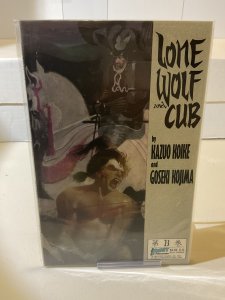 LONE
WOLF
AND
CUB
by
KAZUO KOIKE
and
GOSEKI KOJIMA